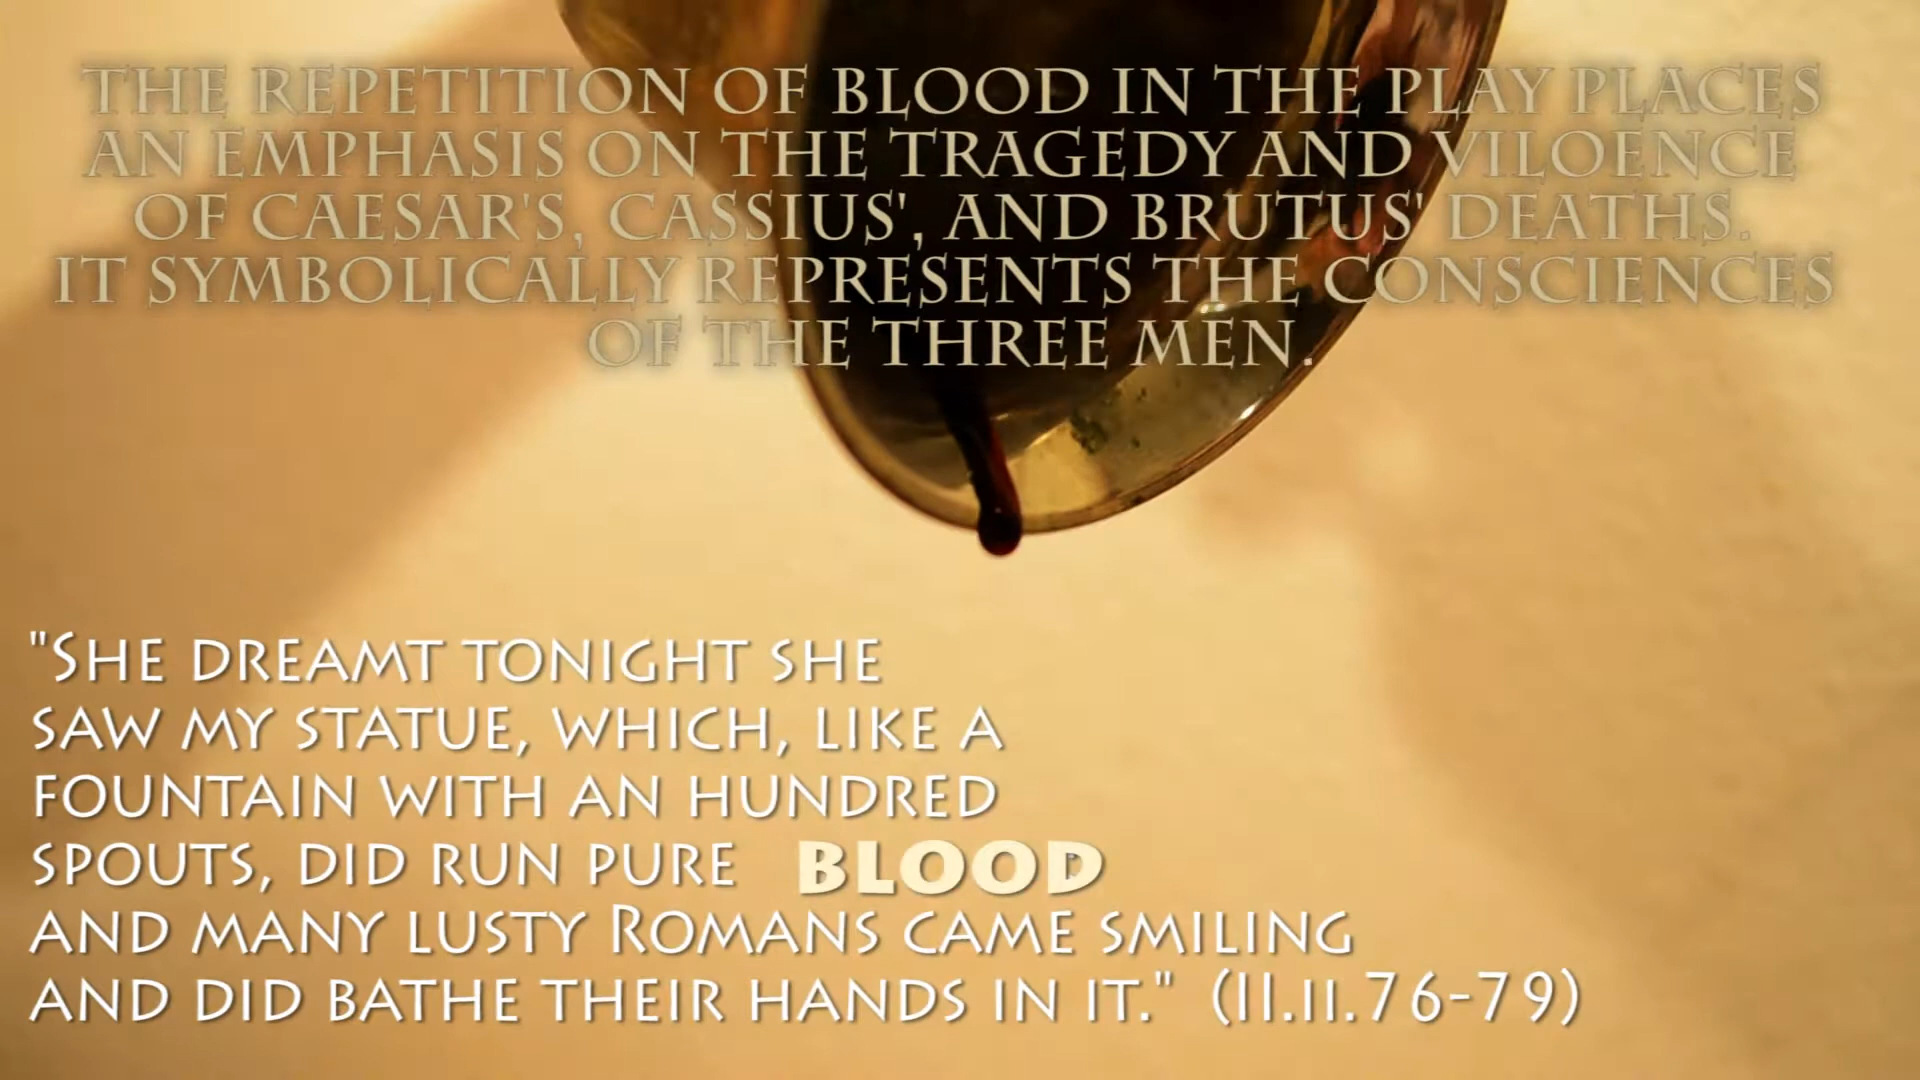 THE REPETITION OF BLOOD IN THE PLAY PLACES
AN EMPHASIS ON THE TRAGEDY AND VILOENCE
OF CAESAR'S, CASSIUS', AND BRUTUS' DEATHS.
IT SYMBOLICALLY REPRESENTS THE CONSCIENCES
OF THE THREE MEN.
"She dreamt tonight she
saw my statue, which, like a
fountain with an hundred
spouts, did run pure BLOOD
and many lusty Romans came smiling
and did bathe their hands in it." (II.ii.76-79)